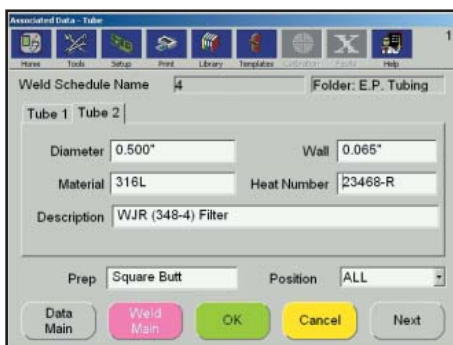 Associated Data - Tube
1
Home Tools Setup Print Library Templates Calibration Faults Help
Weld Schedule Name 4 Folder: E.P. Tubing
Tube 1 Tube 2
Diameter 0.500" Wall 0.065"
Material 316L Heat Number 23468-R
Description WJR (348-4) Filter
Prep Square Butt Position ALL
Data Main Weld Main OK Cancel Next